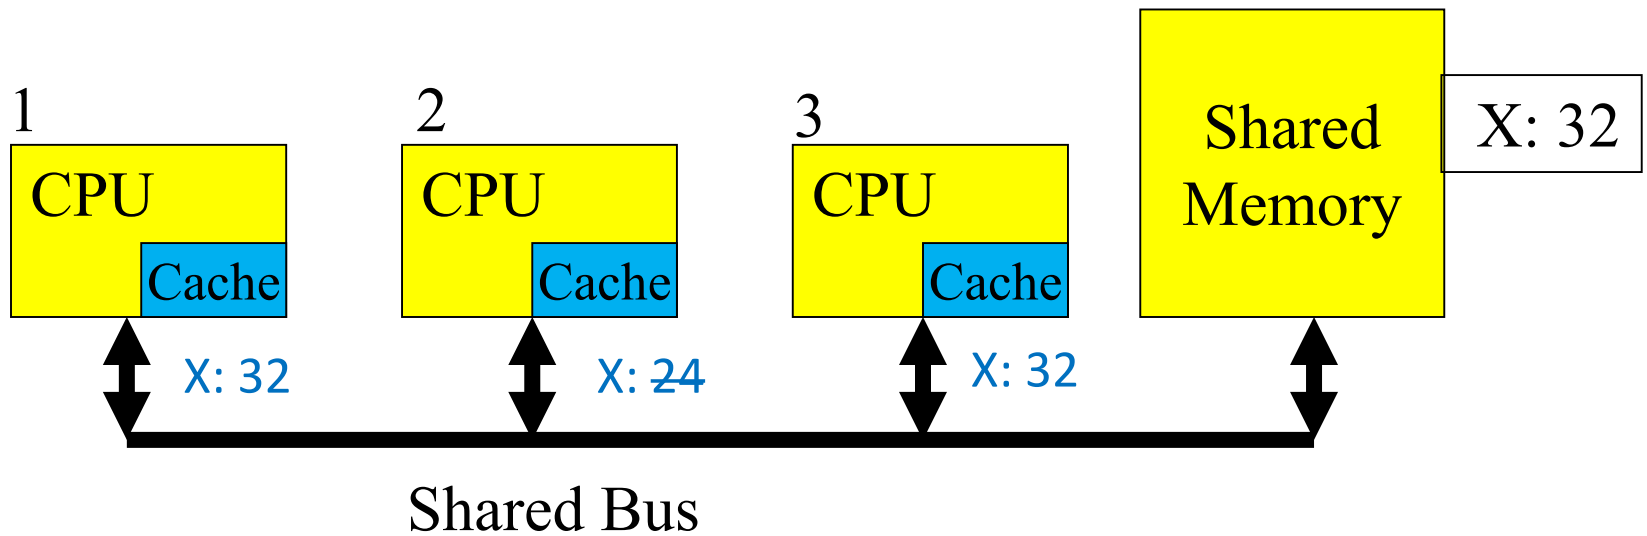 1
CPU
Cache
X: 32
2
CPU
Cache
X: 24
3
CPU
Cache
X: 32
Shared
Memory
X: 32
Shared Bus